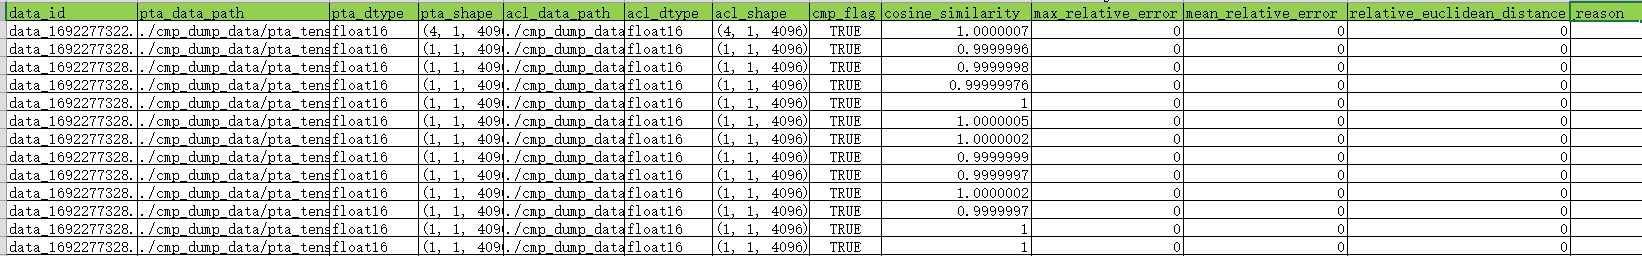 data_id pta_data_path pta_dtype pta_shape acl_data_path acl_dtype acl_shape cmp_flag cosine_similarity max_relative_error mean_relative_error relative_euclidean_distance reason
data_1692277322.../cmp_dump_data/pta_tens float16 (4, 1, 409 ./cmp_dump_data float16 (4, 1, 4096) TRUE 1.0000007 0 0 0
data_1692277328.../cmp_dump_data/pta_tens float16 (1, 1, 409 ./cmp_dump_data float16 (1, 1, 4096) TRUE 0.9999996 0 0 0
data_1692277328.../cmp_dump_data/pta_tens float16 (1, 1, 409 ./cmp_dump_data float16 (1, 1, 4096) TRUE 0.9999998 0 0 0
data_1692277328.../cmp_dump_data/pta_tens float16 (1, 1, 409 ./cmp_dump_data float16 (1, 1, 4096) TRUE 0.99999976 0 0 0
data_1692277328.../cmp_dump_data/pta_tens float16 (1, 1, 409 ./cmp_dump_data float16 (1, 1, 4096) TRUE 1 0 0 0
data_1692277328.../cmp_dump_data/pta_tens float16 (1, 1, 409 ./cmp_dump_data float16 (1, 1, 4096) TRUE 1.0000005 0 0 0
data_1692277328.../cmp_dump_data/pta_tens float16 (1, 1, 409 ./cmp_dump_data float16 (1, 1, 4096) TRUE 1.0000002 0 0 0
data_1692277328.../cmp_dump_data/pta_tens float16 (1, 1, 409 ./cmp_dump_data float16 (1, 1, 4096) TRUE 0.9999999 0 0 0
data_1692277328.../cmp_dump_data/pta_tens float16 (1, 1, 409 ./cmp_dump_data float16 (1, 1, 4096) TRUE 0.9999997 0 0 0
data_1692277328.../cmp_dump_data/pta_tens float16 (1, 1, 409 ./cmp_dump_data float16 (1, 1, 4096) TRUE 1.0000002 0 0 0
data_1692277328.../cmp_dump_data/pta_tens float16 (1, 1, 409 ./cmp_dump_data float16 (1, 1, 4096) TRUE 0.9999997 0 0 0
data_1692277328.../cmp_dump_data/pta_tens float16 (1, 1, 409 ./cmp_dump_data float16 (1, 1, 4096) TRUE 1 0 0 0
data_1692277328.../cmp_dump_data/pta_tens float16 (1, 1, 409 ./cmp_dump_data float16 (1, 1, 4096) TRUE 1 0 0 0